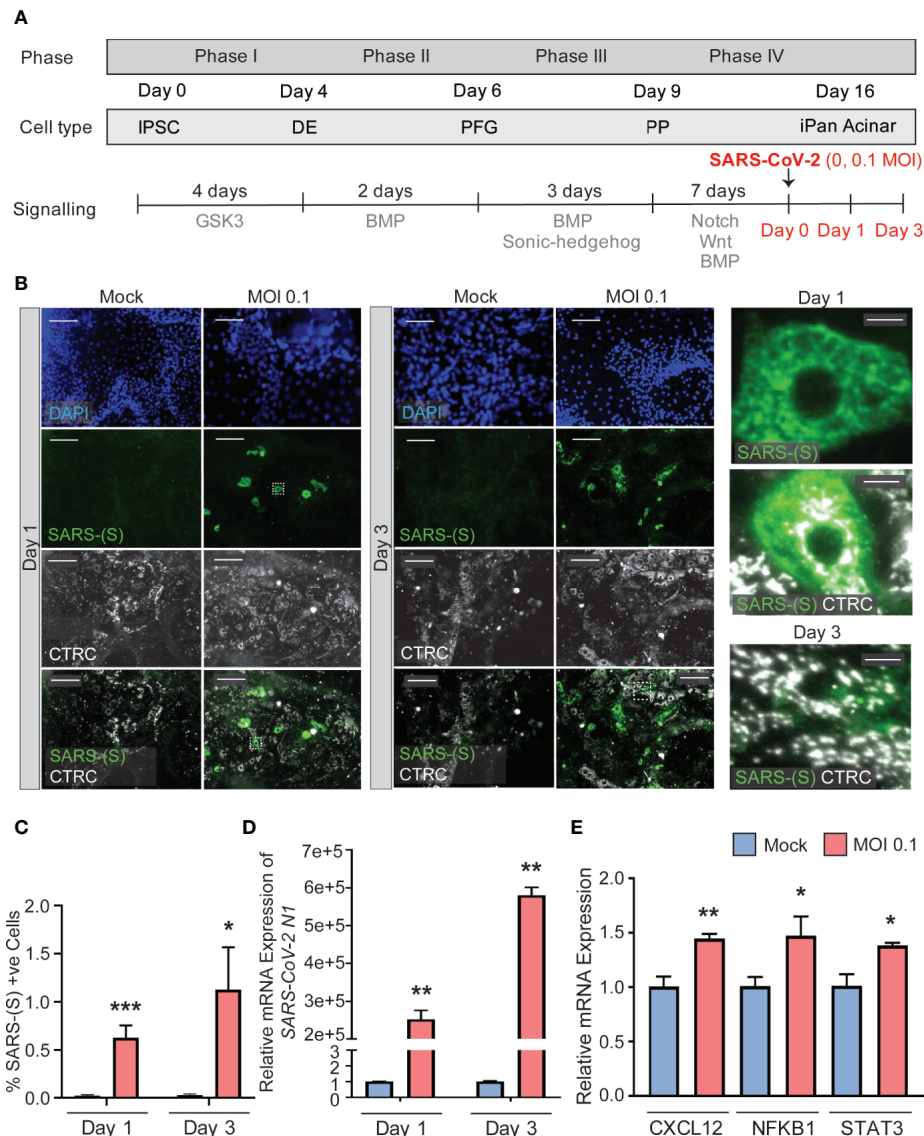 A
Phase
Phase I
Phase II
Phase III
Phase IV
Day 0
Day 4
Day 6
Day 9
Day 16
Cell type
IPSC
DE
PFG
PP
iPan Acinar
SARS-CoV-2 (0, 0.1 MOI)
Signalling
4 days
2 days
3 days
7 days
GSK3
BMP
BMP
Sonic-hedgehog
Notch
Wnt
BMP
Day 0
Day 1
Day 3
B
Mock
MOI 0.1
Mock
MOI 0.1
Day 1
Day 1
DAPI
SARS-(S)
CTRC
SARS-(S)
CTRC
Day 3
DAPI
SARS-(S)
CTRC
SARS-(S)
CTRC
SARS-(S)
SARS-(S) CTRC
Day 3
SARS-(S) CTRC
C
% SARS-(S) +ve Cells
2.0
1.5
1.0
0.5
0.0
***
*
Day 1
Day 3
D
Relative mRNA Expression of
SARS-CoV-2 N1
7e+5
6e+5
5e+5
4e+5
3e+5
2e+5
3
2
1
0
**
**
Day 1
Day 3
E
Mock
MOI 0.1
Relative mRNA Expression
2.0
1.5
1.0
0.5
0.0
**
*
*
CXCL12
NFKB1
STAT3